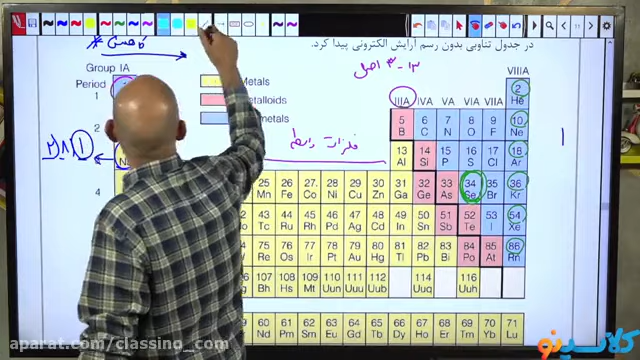 در جدول تناوبی بدون رسم آرایش الکترونی پیدا کرد.
کاهش
۱۳-۳ اصلی
Group IA
VIIIA
Period
Metals
2 He
1
IIIA IVA VA VIA VIIA
5 B 6 C 7 N 8 O 9 F 10 Ne
2
فلزات رابطه
13 Al 14 Si 15 P 16 S 17 Cl 18 Ar
2)8)1
4
25 Mn 26 Fe 27 Co 28 Ni 29 Cu 30 Zn 31 Ga 32 Ge 33 As 34 Se 35 Br 36 Kr
43 Tc 44 Ru 45 Rh 46 Pd 47 Ag 48 Cd 49 In 50 Sn 51 Sb 52 Te 53 I 54 Xe
75 Re 76 Os 77 Ir 78 Pt 79 Au 80 Hg 81 Tl 82 Pb 83 Bi 84 Po 85 At 86 Rn
107 Bh 108 Hs 109 Mt 110 Uun 111 Uuu 112 Uub 114 Uuq 116 Uuh
60 Nd 61 Pm 62 Sm 63 Eu 64 Gd 65 Tb 66 Dy 67 Ho 68 Er 69 Tm 70 Yb 71 Lu
aparat.com/classino_com
کلاسینو